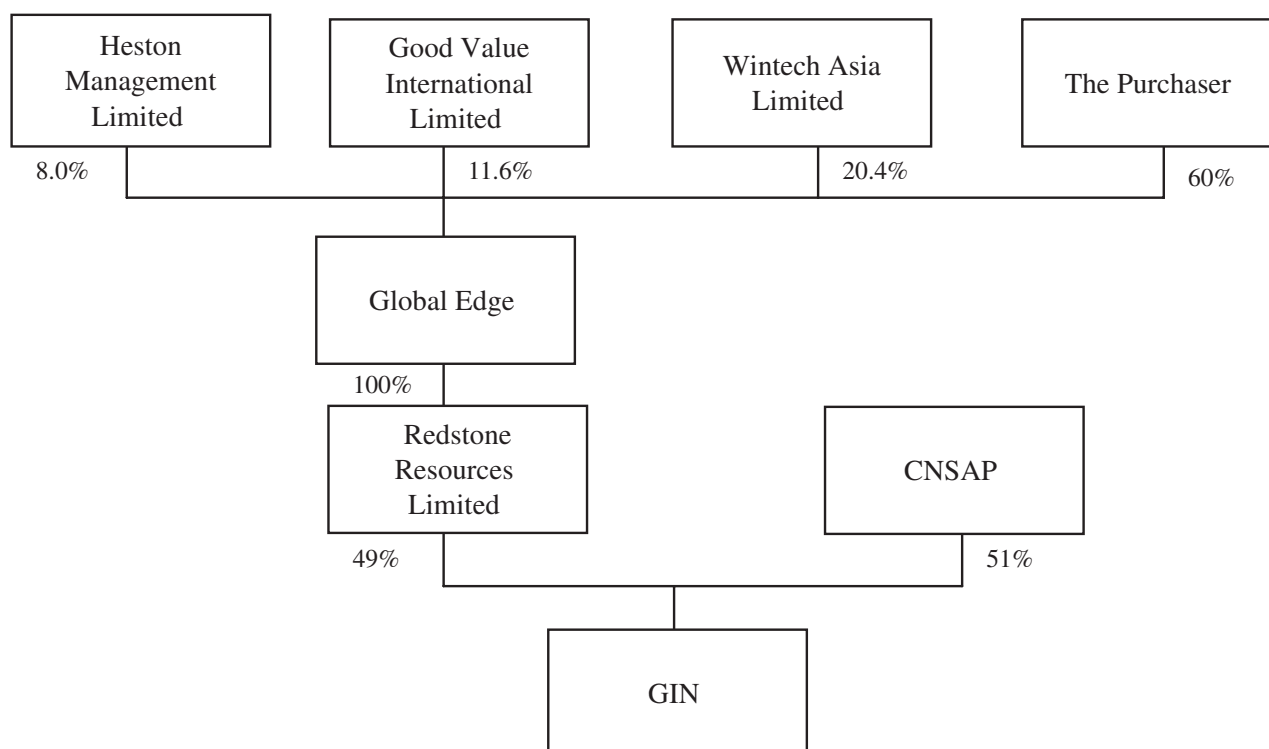 Heston
Management
Limited
Good Value
International
Limited
Wintech Asia
Limited
The Purchaser
8.0%
11.6%
20.4%
60%
Global Edge
100%
Redstone
Resources
Limited
CNSAP
49%
51%
GIN